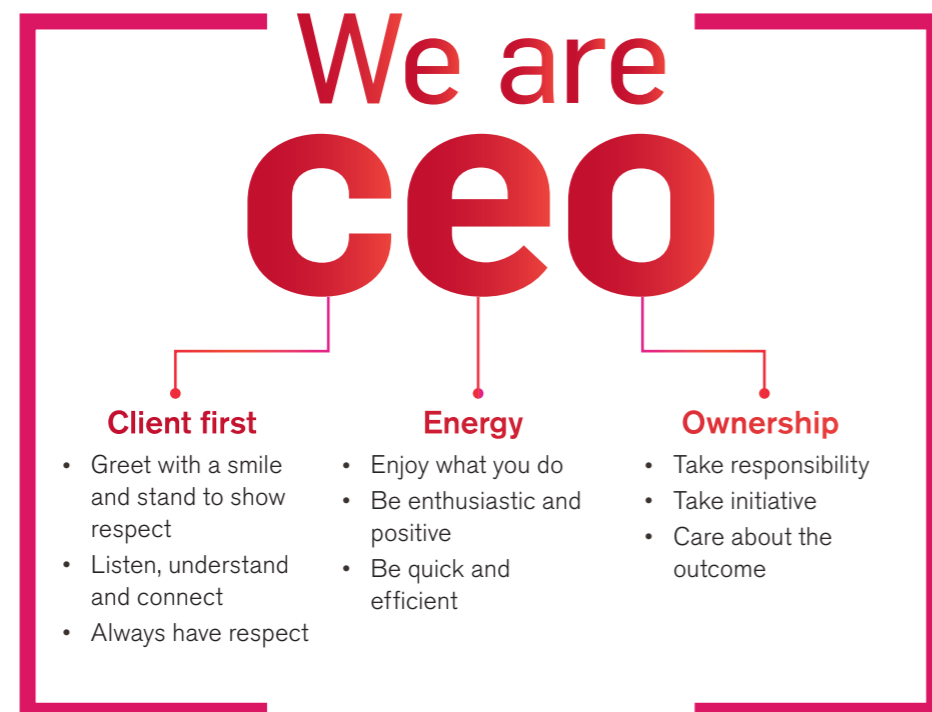 We are
ceo
Client first
• Greet with a smile
and stand to show
respect
• Listen, understand
and connect
• Always have respect
Energy
• Enjoy what you do
• Be enthusiastic and
positive
• Be quick and
efficient
Ownership
• Take responsibility
• Take initiative
• Care about the
outcome